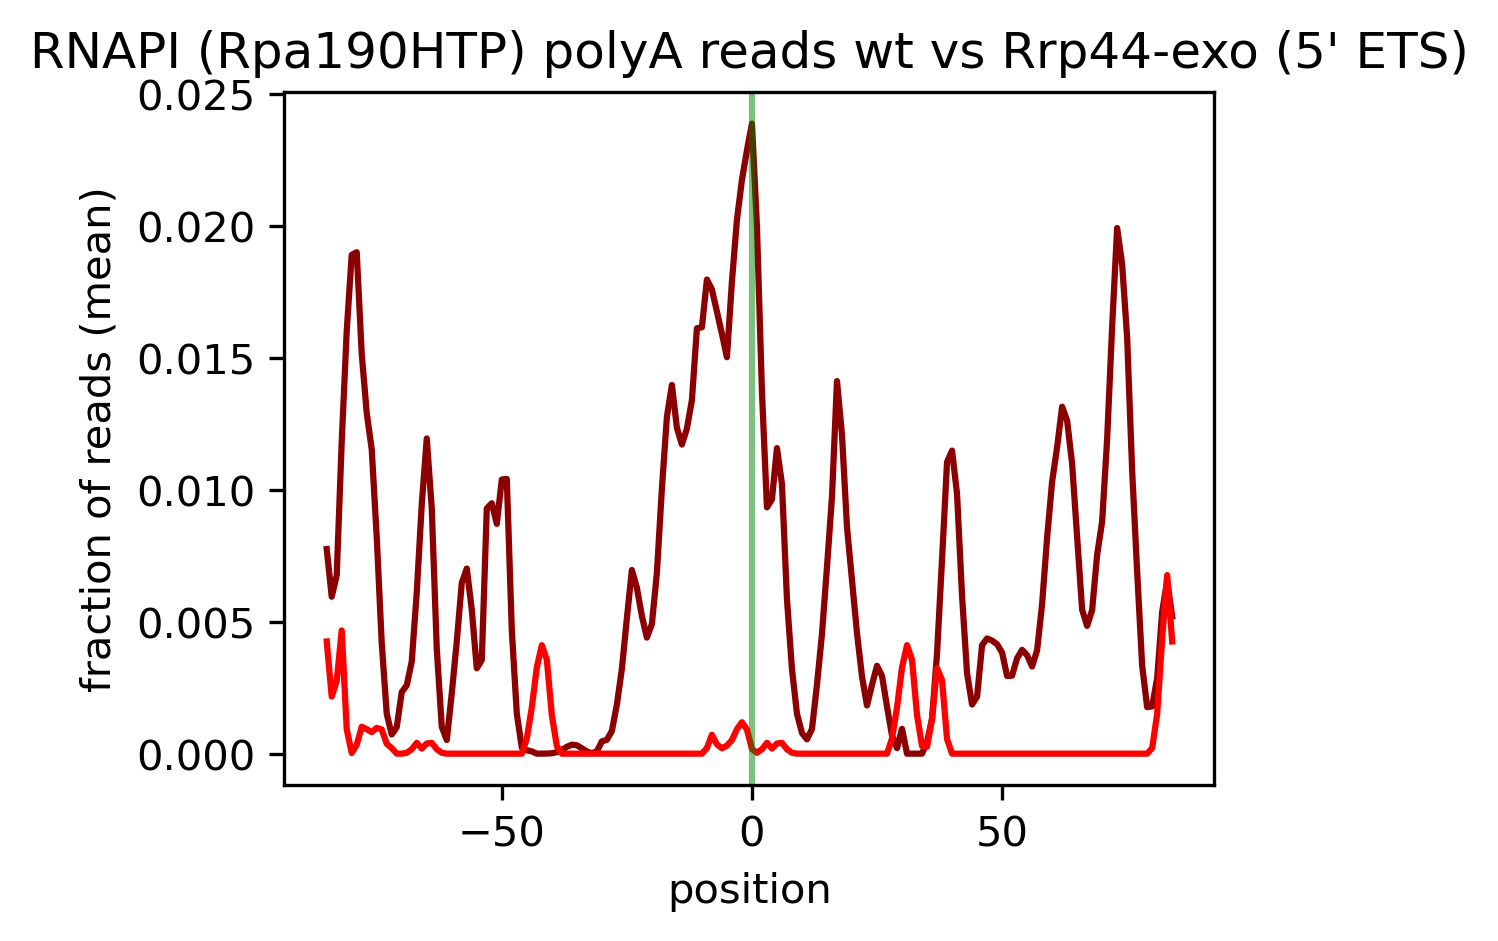 RNAPI (Rpa190HTP) polyA reads wt vs Rrp44-exo (5' ETS)
fraction of reads (mean)
0.025
0.020
0.015
0.010
0.005
0.000
−50 0 50
position